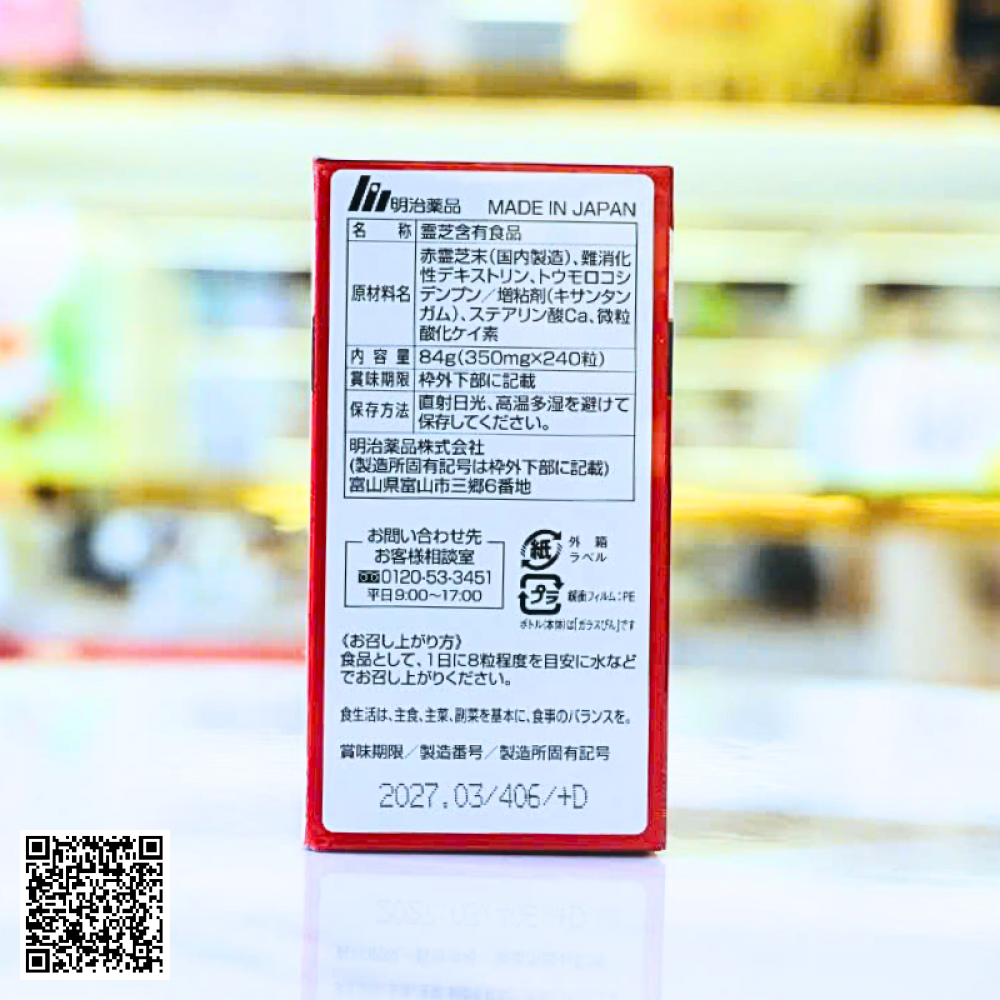 明治薬品 MADE IN JAPAN
名称 霊芝含有食品
原材料名 赤霊芝末(国内製造)、難消化
性デキストリン、トウモロコシ
デンプン/増粘剤(キサンタン
ガム)、ステアリン酸Ca、微粒
酸化ケイ素
内容量 84g(350mg×240粒)
賞味期限 枠外下部に記載
保存方法 直射日光、高温多湿を避けて
保存してください。
明治薬品株式会社
(製造所固有記号は枠外下部に記載)
富山県富山市三郷6番地
お問い合わせ先
お客様相談室
0120-53-3451
平日9:00〜17:00
紙 外箱
ラベル
プラ 緩衝フィルム:PE
ボトル(本体)は「ガラスびん」です
《お召し上がり方》
食品として、1日に8粒程度を目安に水など
でお召し上がりください。
食生活は、主食、主菜、副菜を基本に、食事のバランスを。
賞味期限/製造番号/製造所固有記号
2027.03/406/+D